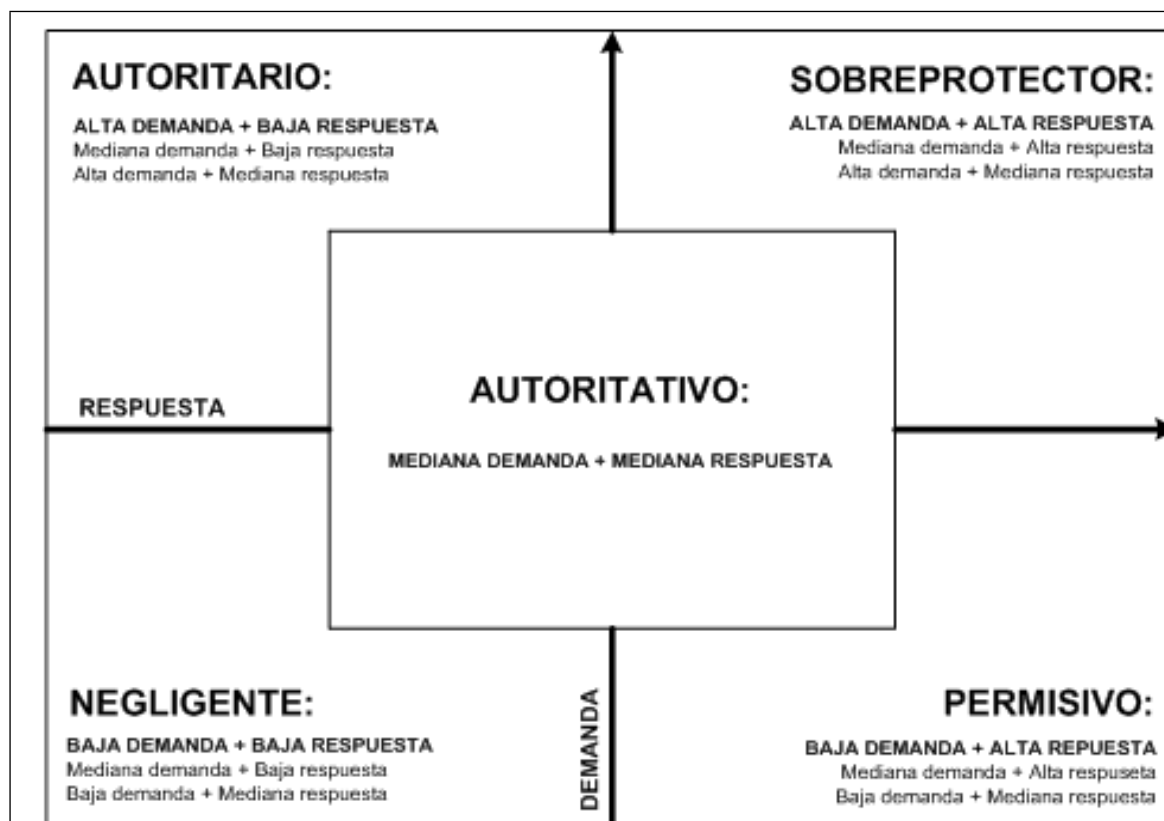 AUTORITARIO:
ALTA DEMANDA + BAJA RESPUESTA
Mediana demanda + Baja respuesta
Alta demanda + Mediana respuesta
SOBREPROTECTOR:
ALTA DEMANDA + ALTA RESPUESTA
Mediana demanda + Alta respuesta
Alta demanda + Mediana respuesta
RESPUESTA
AUTORITATIVO:
MEDIANA DEMANDA + MEDIANA RESPUESTA
NEGLIGENTE:
BAJA DEMANDA + BAJA RESPUESTA
Mediana demanda + Baja respuesta
Baja demanda + Mediana respuesta
DEMANDA
PERMISIVO:
BAJA DEMANDA + ALTA REPUESTA
Mediana demanda + Alta respuseta
Baja demanda + Mediana respuesta